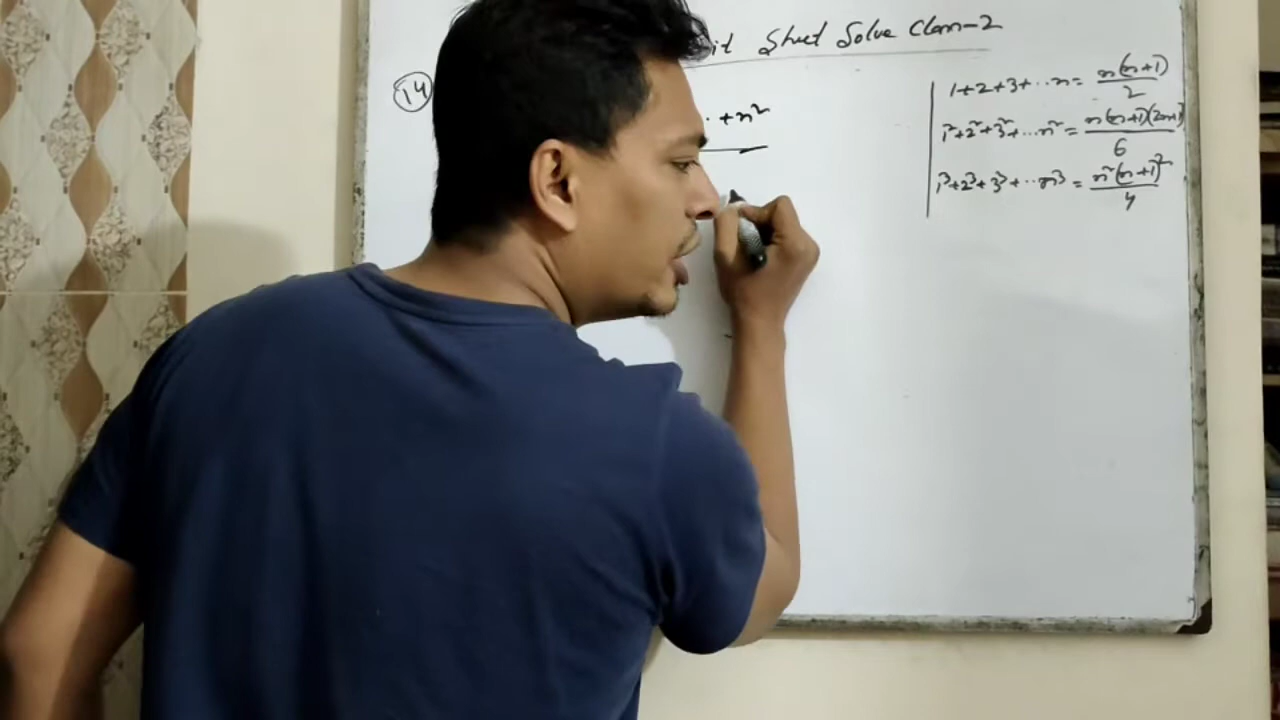 it Sheet Solve Class-2
14
.. + n²
1+2+3+...n = n(n+1)/2
1²+2²+3²+...n² = n(n+1)(2n+1)/6
1³+2³+3³+...n³ = n²(n+1)²/4